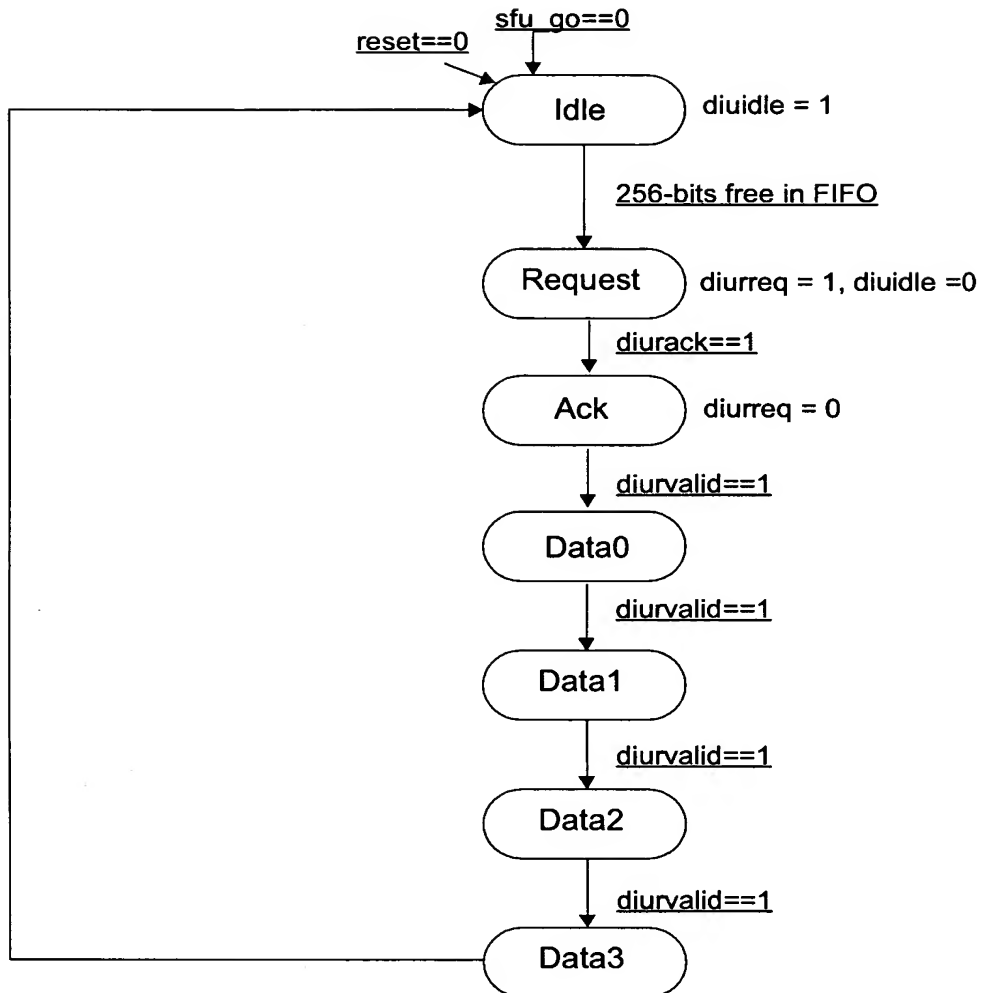 sfu_go==0
reset==0
Idle
diuidle = 1
256-bits free in FIFO
Request
diurreq = 1, diuidle =0
diurack==1
Ack
diurreq = 0
diurvalid==1
Data0
diurvalid==1
Data1
diurvalid==1
Data2
diurvalid==1
Data3